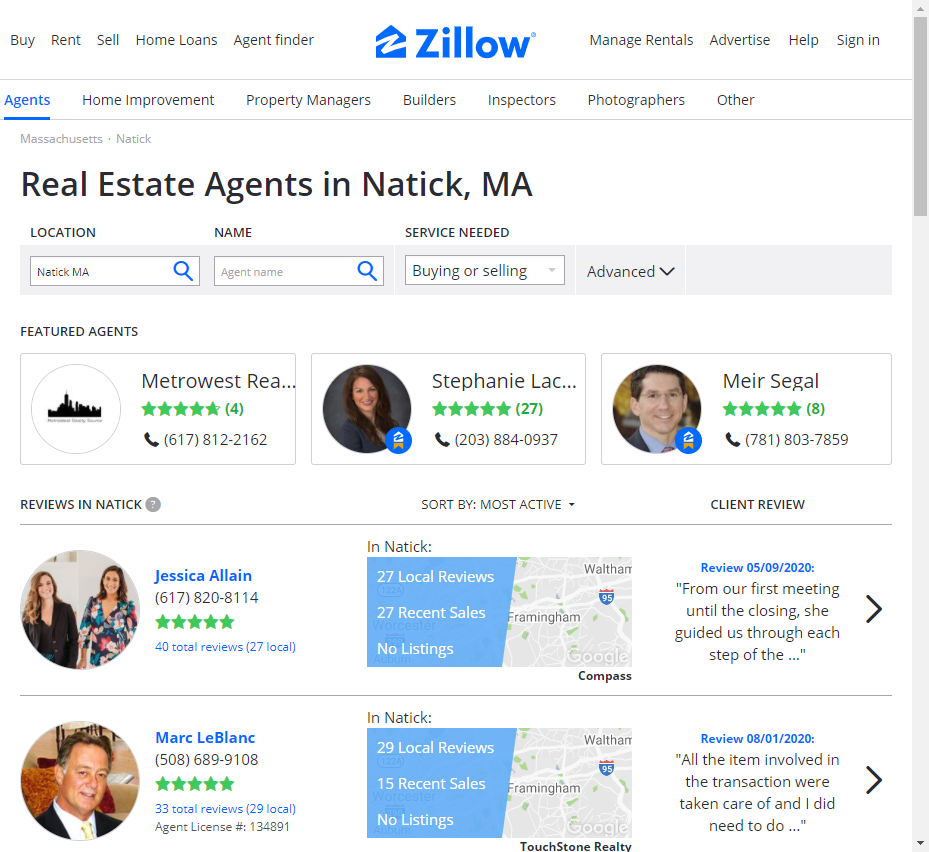 Buy Rent Sell Home Loans Agent finder Zillow Manage Rentals Advertise Help Sign in
Agents Home Improvement Property Managers Builders Inspectors Photographers Other
Massachusetts · Natick
Real Estate Agents in Natick, MA
LOCATION NAME SERVICE NEEDED
Natick MA Agent name Buying or selling Advanced
FEATURED AGENTS
Metrowest Rea...
(4)
(617) 812-2162
Stephanie Lac...
(27)
(203) 884-0937
Meir Segal
(8)
(781) 803-7859
REVIEWS IN NATICK ? SORT BY: MOST ACTIVE CLIENT REVIEW
Jessica Allain
(617) 820-8114
40 total reviews (27 local)
In Natick:
27 Local Reviews
27 Recent Sales
No Listings
Waltham
95
Framingham
Worcester
Auburn
122A
Google
Compass
Review 05/09/2020:
"From our first meeting
until the closing, she
guided us through each
step of the ..."
Marc LeBlanc
(508) 689-9108
33 total reviews (29 local)
Agent License #: 134891
In Natick:
29 Local Reviews
15 Recent Sales
No Listings
Waltham
95
Framingham
Worcester
Auburn
122A
Google
TouchStone Realty
Review 08/01/2020:
"All the item involved in
the transaction were
taken care of and I did
need to do ..."